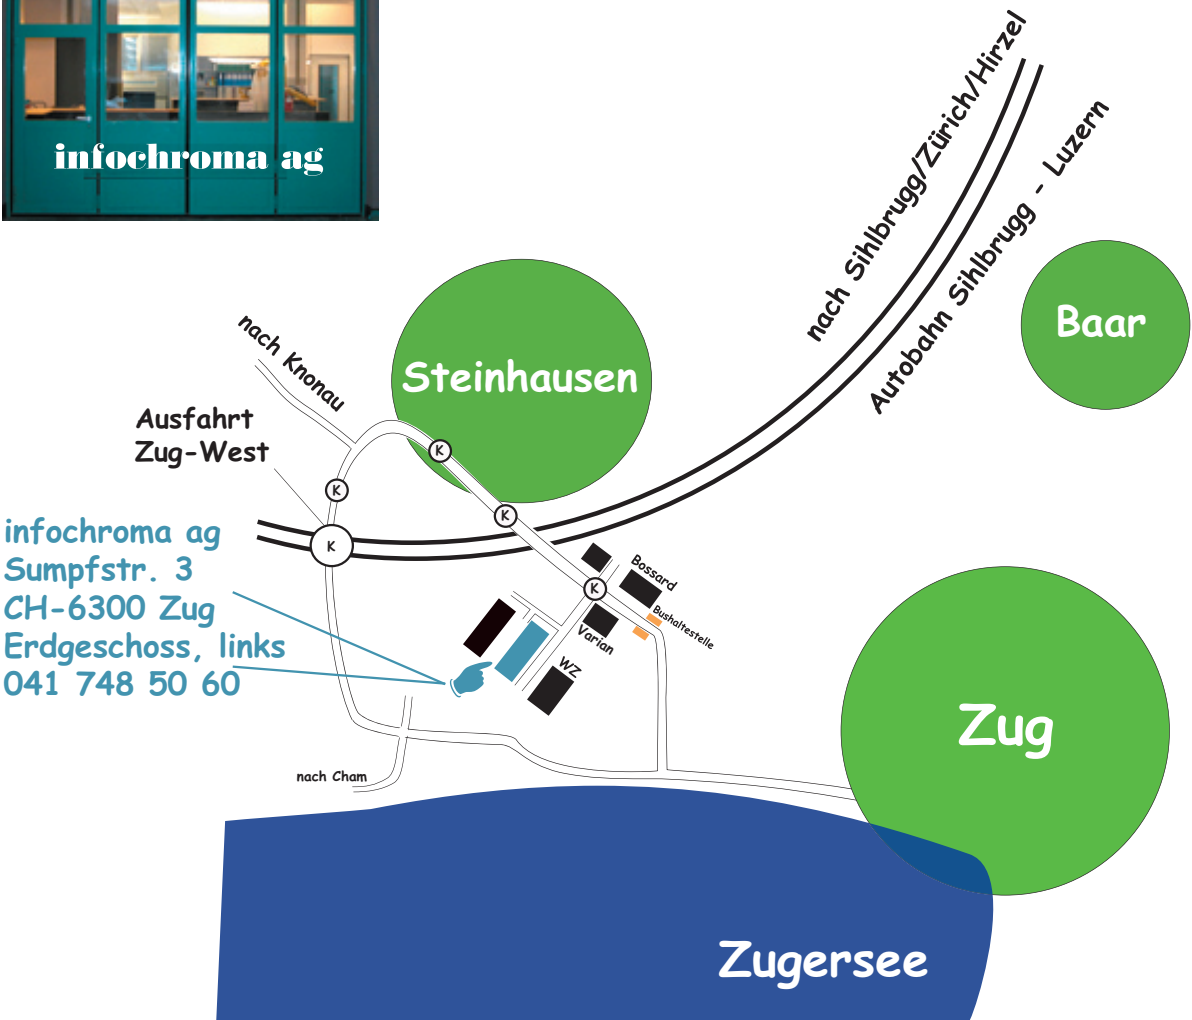 infochroma ag
nach Sihlbrugg/Zürich/Hirzel
Autobahn Sihlbrugg - Luzern
Baar
Steinhausen
nach Knonau
Ausfahrt
Zug-West
K
K
K
K
K
infochroma ag
Sumpfstr. 3
CH-6300 Zug
Erdgeschoss, links
041 748 50 60
Bossard
Bushaltestelle
Varian
WZ
Zug
nach Cham
Zugersee